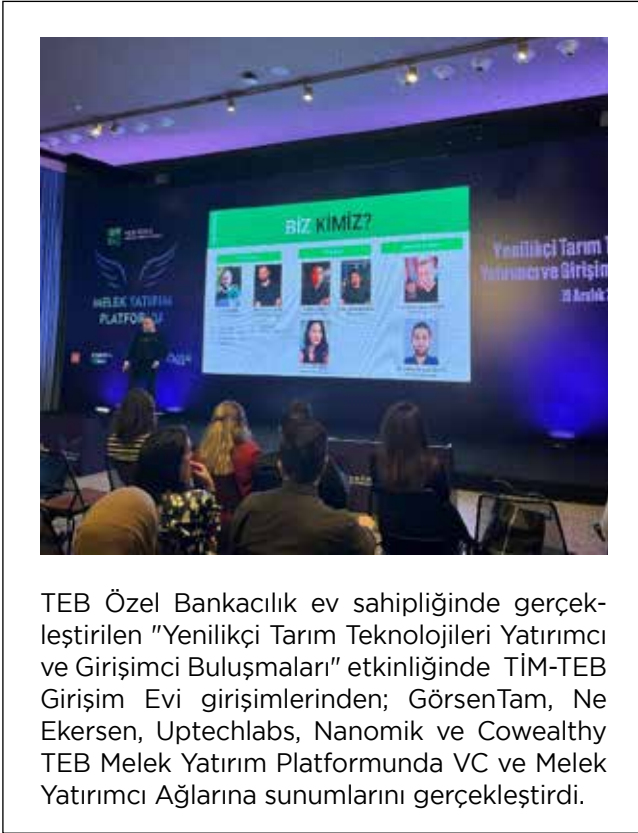 BİZ KİMİZ?
Yenilikçi Tarım
Yatırımcı ve Girişim
MELEK YATIRIM
PLATFORMU
TEB Özel Bankacılık ev sahipliğinde gerçek-
leştirilen "Yenilikçi Tarım Teknolojileri Yatırımcı
ve Girişimci Buluşmaları" etkinliğinde TİM-TEB
Girişim Evi girişimlerinden; GörsenTam, Ne
Ekersen, Uptechlabs, Nanomik ve Cowealthy
TEB Melek Yatırım Platformunda VC ve Melek
Yatırımcı Ağlarına sunumlarını gerçekleştirdi.